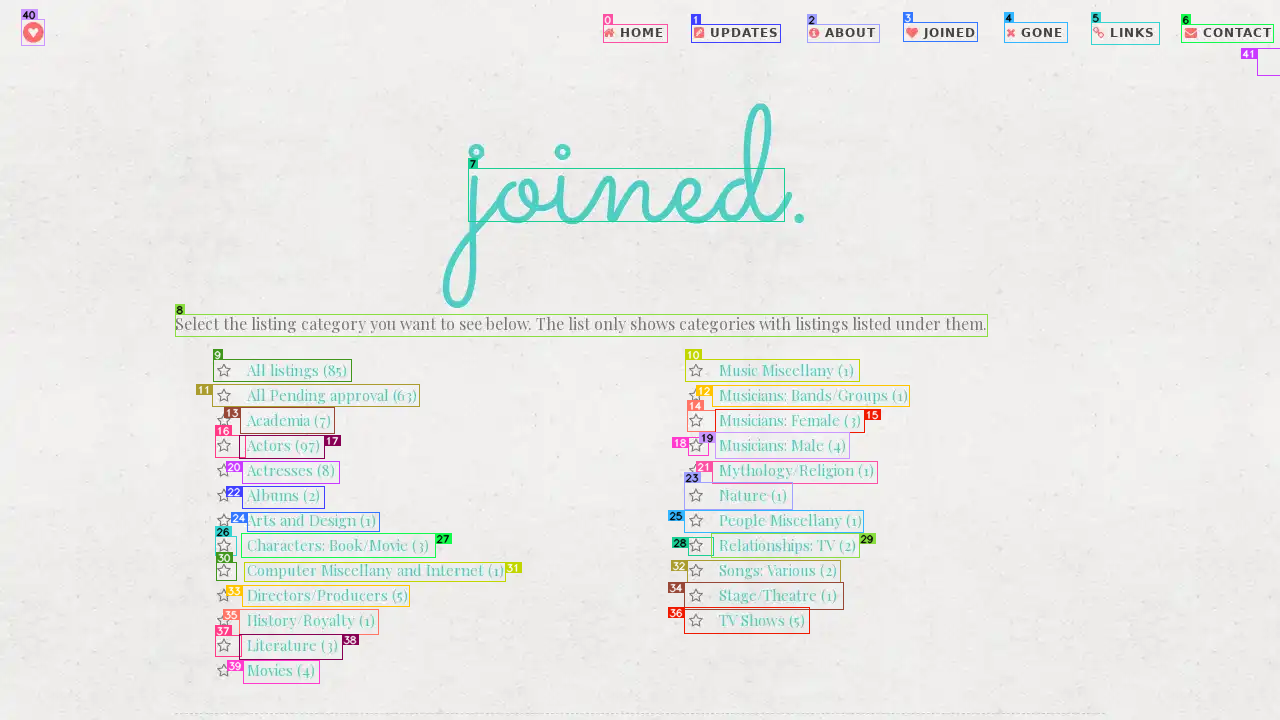 HOME UPDATES ABOUT JOINED GONE LINKS CONTACT
joined.
Select the listing category you want to see below. The list only shows categories with listings listed under them.
All listings (85)
All Pending approval (63)
Academia (7)
Actors (97)
Actresses (8)
Albums (2)
Arts and Design (1)
Characters: Book/Movie (3)
Computer Miscellany and Internet (1)
Directors/Producers (5)
History/Royalty (1)
Literature (3)
Movies (4)
Music Miscellany (1)
Musicians: Bands/Groups (1)
Musicians: Female (3)
Musicians: Male (4)
Mythology/Religion (1)
Nature (1)
People Miscellany (1)
Relationships: TV (2)
Songs: Various (2)
Stage/Theatre (1)
TV Shows (5)